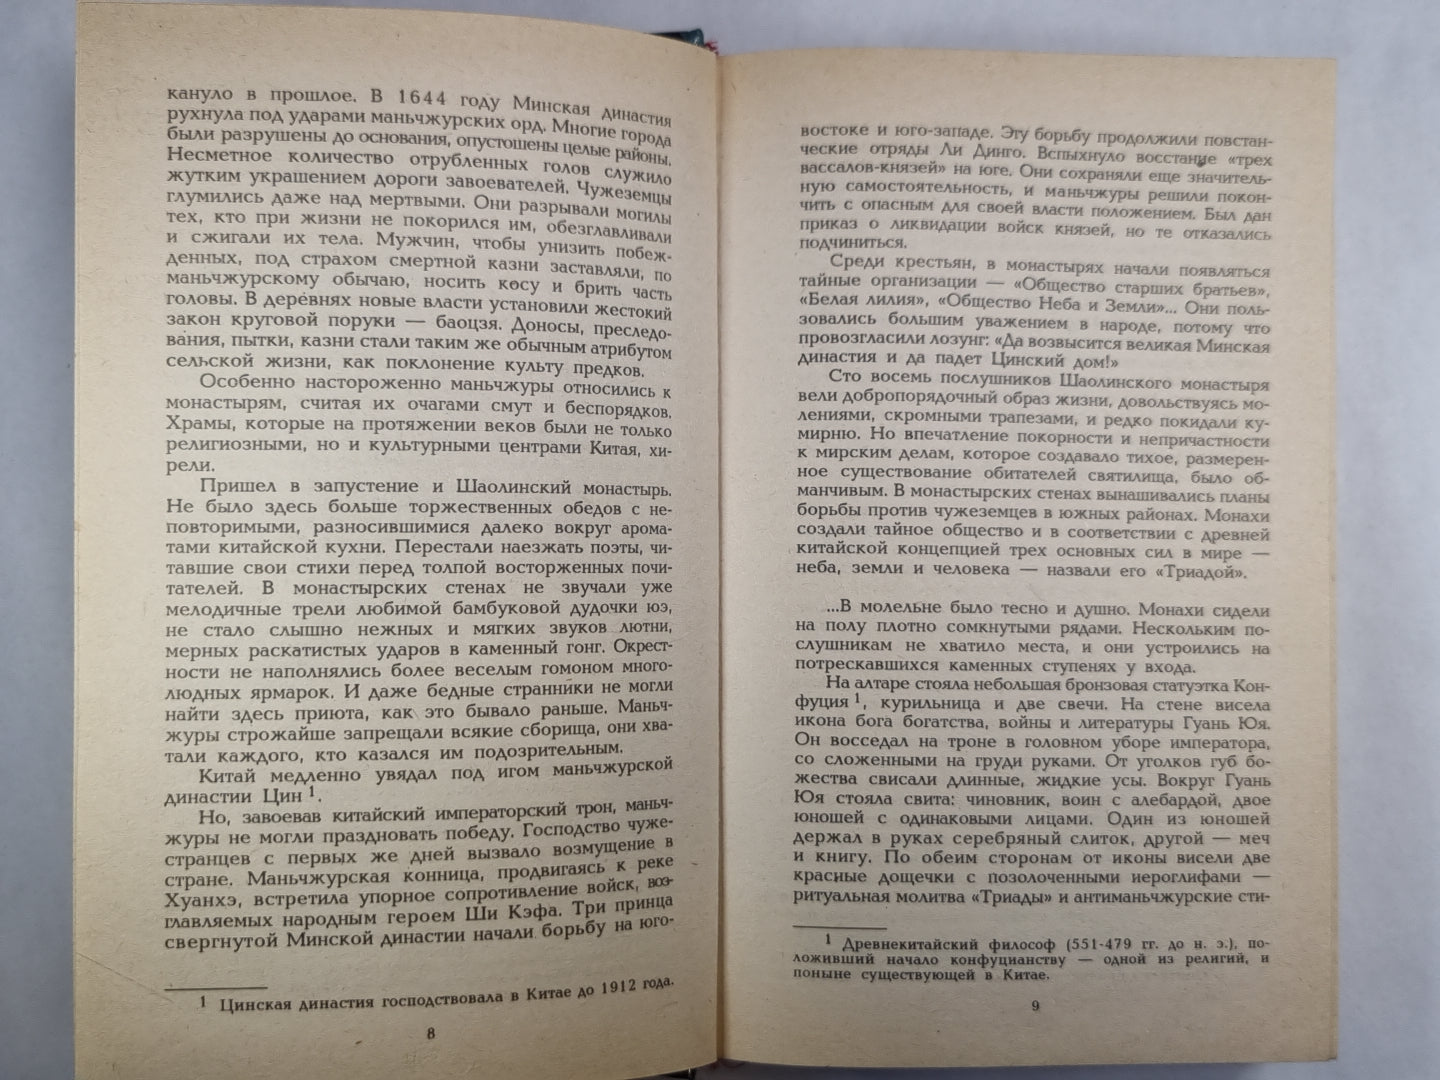 кануло в прошлое. В 1644 году Минская династия
рухнула под ударами маньчжурских орд. Многие города
были разрушены до основания, опустошены целые районы.
Несметное количество отрубленных голов служило
жутким украшением дороги завоевателей. Чужеземцы
глумились даже над мертвыми. Они разрывали могилы
тех, кто при жизни не покорился им, обезглавливали
и сжигали их тела. Мужчин, чтобы унизить побеж-
денных, под страхом смертной казни заставляли, по
маньчжурскому обычаю, носить косу и брить часть
головы. В деревнях новые власти установили жестокий
закон круговой поруки — баоцзя. Доносы, преследо-
вания, пытки, казни стали таким же обычным атрибутом
сельской жизни, как поклонение культу предков.
Особенно настороженно маньчжуры относились к
монастырям, считая их очагами смут и беспорядков.
Храмы, которые на протяжении веков были не только
религиозными, но и культурными центрами Китая, хи-
рели.
Пришел в запустение и Шаолинский монастырь.
Не было здесь больше торжественных обедов с не-
повторимыми, разносившимися далеко вокруг арома-
тами китайской кухни. Перестали наезжать поэты, чи-
тавшие свои стихи перед толпой восторженных почи-
тателей. В монастырских стенах не звучали уже
мелодичные трели любимой бамбуковой дудочки юэ,
не стало слышно нежных и мягких звуков лютни,
мерных раскатистых ударов в каменный гонг. Окрест-
ности не наполнялись более веселым гомоном много-
людных ярмарок. И даже бедные странники не могли
найти здесь приюта, как это бывало раньше. Мань-
чжуры строжайше запрещали всякие сборища, они хва-
тали каждого, кто казался им подозрительным.
Китай медленно увядал под игом маньчжурской
династии Цин 1.
Но, завоевав китайский императорский трон, мань-
чжуры не могли праздновать победу. Господство чуже-
странцев с первых же дней вызвало возмущение в
стране. Маньчжурская конница, продвигаясь к реке
Хуанхэ, встретила упорное сопротивление войск, воз-
главляемых народным героем Ши Кэфа. Три принца
свергнутой Минской династии начали борьбу на юго-
1 Цинская династия господствовала в Китае до 1912 года.
8
востоке и юго-западе. Эту борьбу продолжили повстан-
ческие отряды Ли Динго. Вспыхнуло восстание «трех
вассалов-князей» на юге. Они сохраняли еще значитель-
ную самостоятельность, и маньчжуры решили покон-
чить с опасным для своей власти положением. Был дан
приказ о ликвидации войск князей, но те отказались
подчиниться.
Среди крестьян, в монастырях начали появляться
тайные организации — «Общество старших братьев»,
«Белая лилия», «Общество Неба и Земли»... Они поль-
зовались большим уважением в народе, потому что
провозгласили лозунг: «Да возвысится великая Минская
династия и да падет Цинский дом!»
Сто восемь послушников Шаолинского монастыря
вели добропорядочный образ жизни, довольствуясь мо-
лениями, скромными трапезами, и редко покидали ку-
мирню. Но впечатление покорности и непричастности
к мирским делам, которое создавало тихое, размерен-
ное существование обитателей святилища, было об-
манчивым. В монастырских стенах вынашивались планы
борьбы против чужеземцев в южных районах. Монахи
создали тайное общество и в соответствии с древней
китайской концепцией трех основных сил в мире —
неба, земли и человека — назвали его «Триадой».
...В молельне было тесно и душно. Монахи сидели
на полу плотно сомкнутыми рядами. Нескольким по-
слушникам не хватило места, и они устроились на
потрескавшихся каменных ступенях у входа.
На алтаре стояла небольшая бронзовая статуэтка Кон-
фуция 1, курильница и две свечи. На стене висела
икона бога богатства, войны и литературы Гуань Юя.
Он восседал на троне в головном уборе императора,
со сложенными на груди руками. От уголков губ бо-
жества свисали длинные, жидкие усы. Вокруг Гуань
Юя стояла свита: чиновник, воин с алебардой, двое
юношей с одинаковыми лицами. Один из юношей
держал в руках серебряный слиток, другой — меч
и книгу. По обеим сторонам от иконы висели две
красные дощечки с позолоченными иероглифами —
ритуальная молитва «Триады» и антиманьчжурские сти-
1 Древнекитайский философ (551-479 гг. до н. э.), по-
ложивший начало конфуцианству — одной из религий, и
поныне существующей в Китае.
9